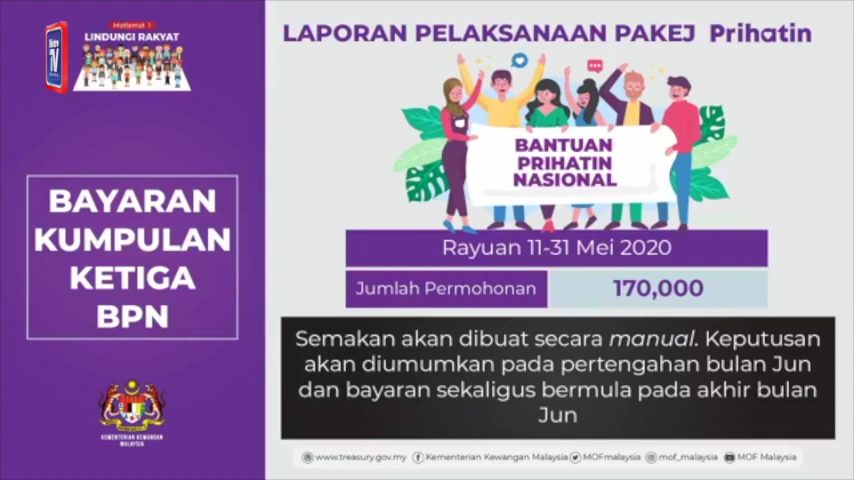 Matlamat 1
LINDUNGI RAKYAT
LAPORAN PELAKSANAAN PAKEJ Prihatin
BANTUAN
PRIHATIN
NASIONAL
BAYARAN
KUMPULAN
KETIGA
BPN
Rayuan 11-31 Mei 2020
Jumlah Permohonan 170,000
Semakan akan dibuat secara manual. Keputusan
akan diumumkan pada pertengahan bulan Jun
dan bayaran sekaligus bermula pada akhir bulan
Jun
KEMENTERIAN KEWANGAN
MALAYSIA
www.treasury.gov.my Kementerian Kewangan Malaysia MOFmalaysia mof_malaysia MOF Malaysia